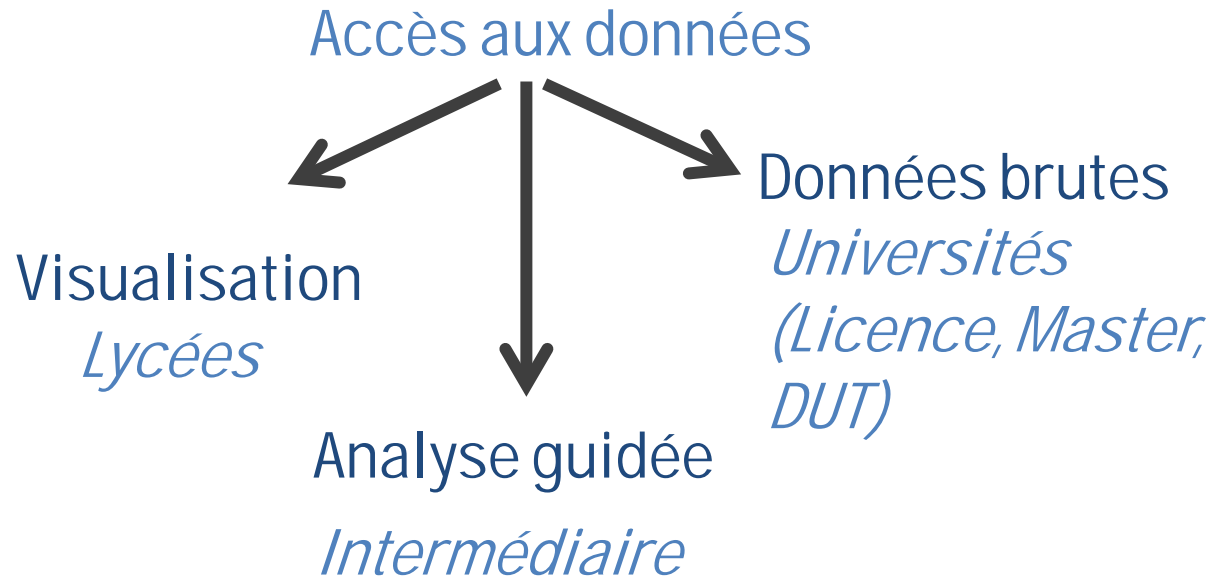 Accès aux données
Visualisation
Lycées
Analyse guidée
Intermédiaire
Données brutes
Universités
(Licence, Master,
DUT)